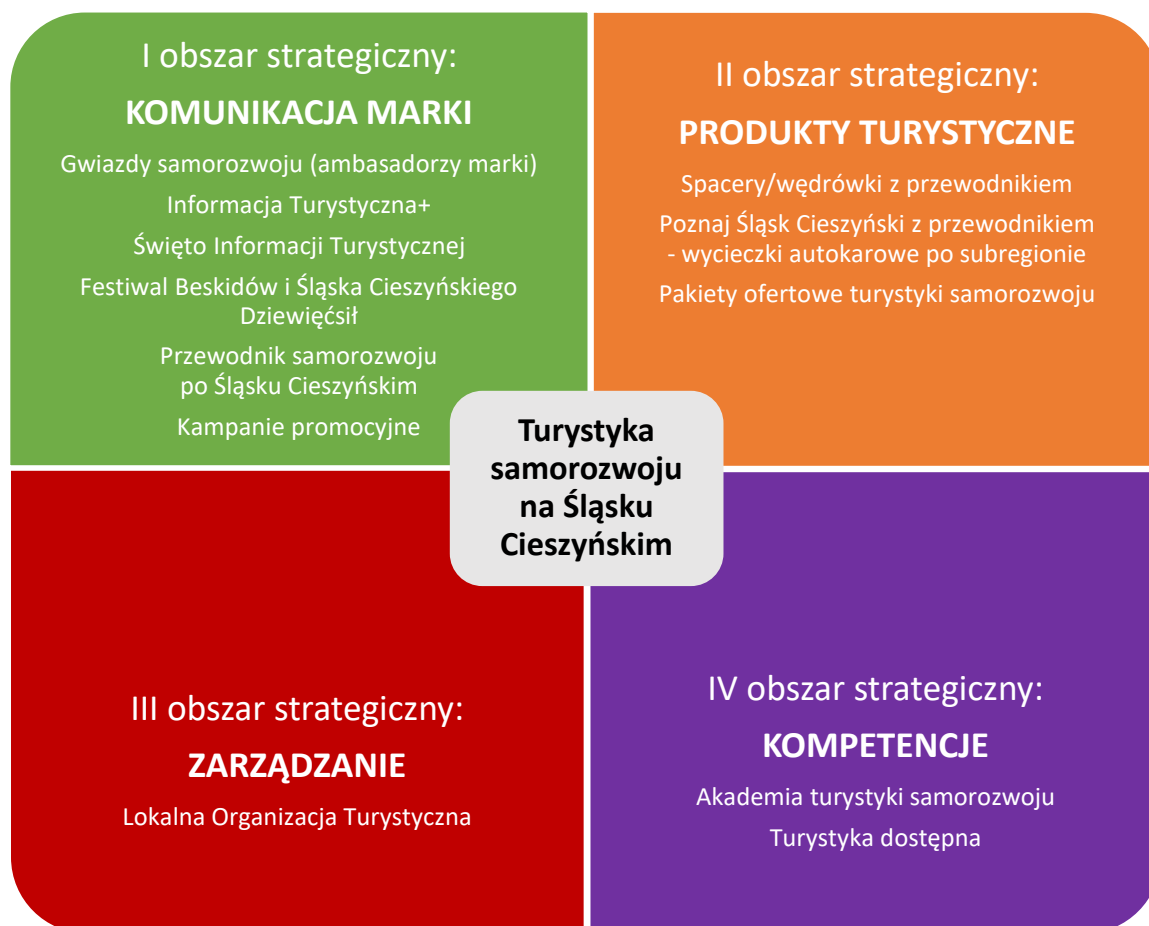 I obszar strategiczny:
KOMUNIKACJA MARKI
Gwiazdy samorozwoju (ambasadorzy marki)
Informacja Turystyczna+
Święto Informacji Turystycznej
Festiwal Beskidów i Śląska Cieszyńskiego
Dziewięćsił
Przewodnik samorozwoju
po Śląsku Cieszyńskim
Kampanie promocyjne
II obszar strategiczny:
PRODUKTY TURYSTYCZNE
Spacery/wędrówki z przewodnikiem
Poznaj Śląsk Cieszyński z przewodnikiem
- wycieczki autokarowe po subregionie
Pakiety ofertowe turystyki samorozwoju
Turystyka
samorozwoju
na Śląsku
Cieszyńskim
III obszar strategiczny:
ZARZĄDZANIE
Lokalna Organizacja Turystyczna
IV obszar strategiczny:
KOMPETENCJE
Akademia turystyki samorozwoju
Turystyka dostępna